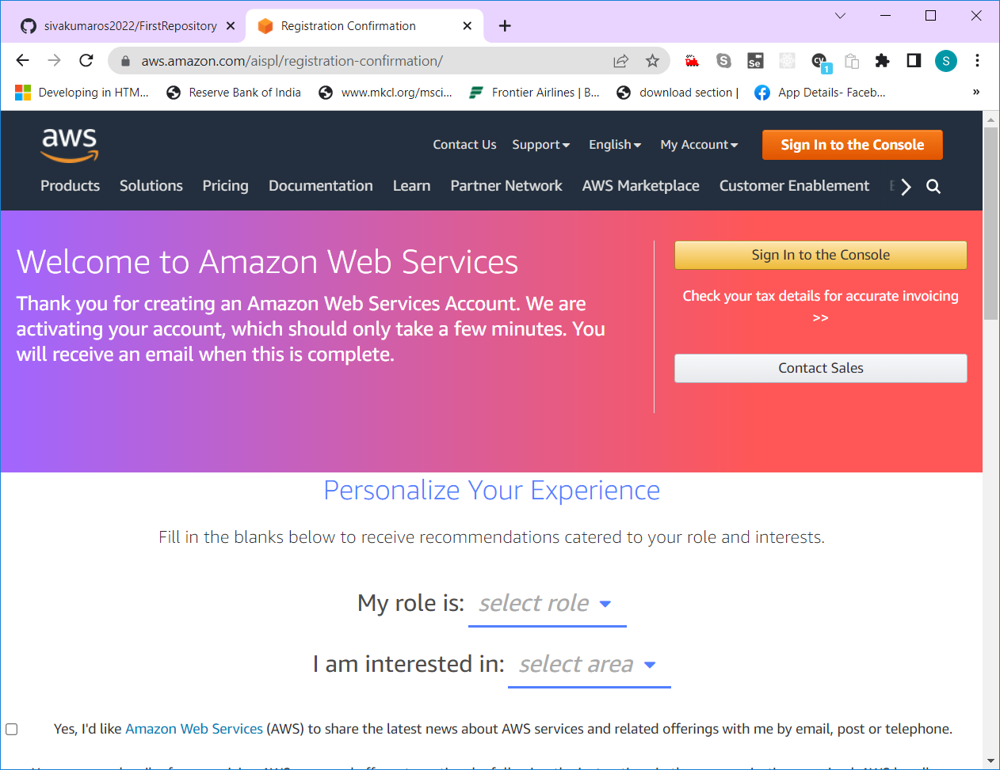 sivakumaros2022/FirstRepository
Registration Confirmation
aws.amazon.com/aispl/registration-confirmation/
Se
cy
1
S
Developing in HTM...
Reserve Bank of India
www.mkcl.org/msci...
Frontier Airlines | B...
download section |
App Details- Faceb...
»
aws
Contact Us
Support
English
My Account
Sign In to the Console
Products
Solutions
Pricing
Documentation
Learn
Partner Network
AWS Marketplace
Customer Enablement
E
Welcome to Amazon Web Services
Thank you for creating an Amazon Web Services Account. We are
activating your account, which should only take a few minutes. You
will receive an email when this is complete.
Sign In to the Console
Check your tax details for accurate invoicing
>>
Contact Sales
Personalize Your Experience
Fill in the blanks below to receive recommendations catered to your role and interests.
My role is: select role
I am interested in: select area
Yes, I'd like Amazon Web Services (AWS) to share the latest news about AWS services and related offerings with me by email, post or telephone.